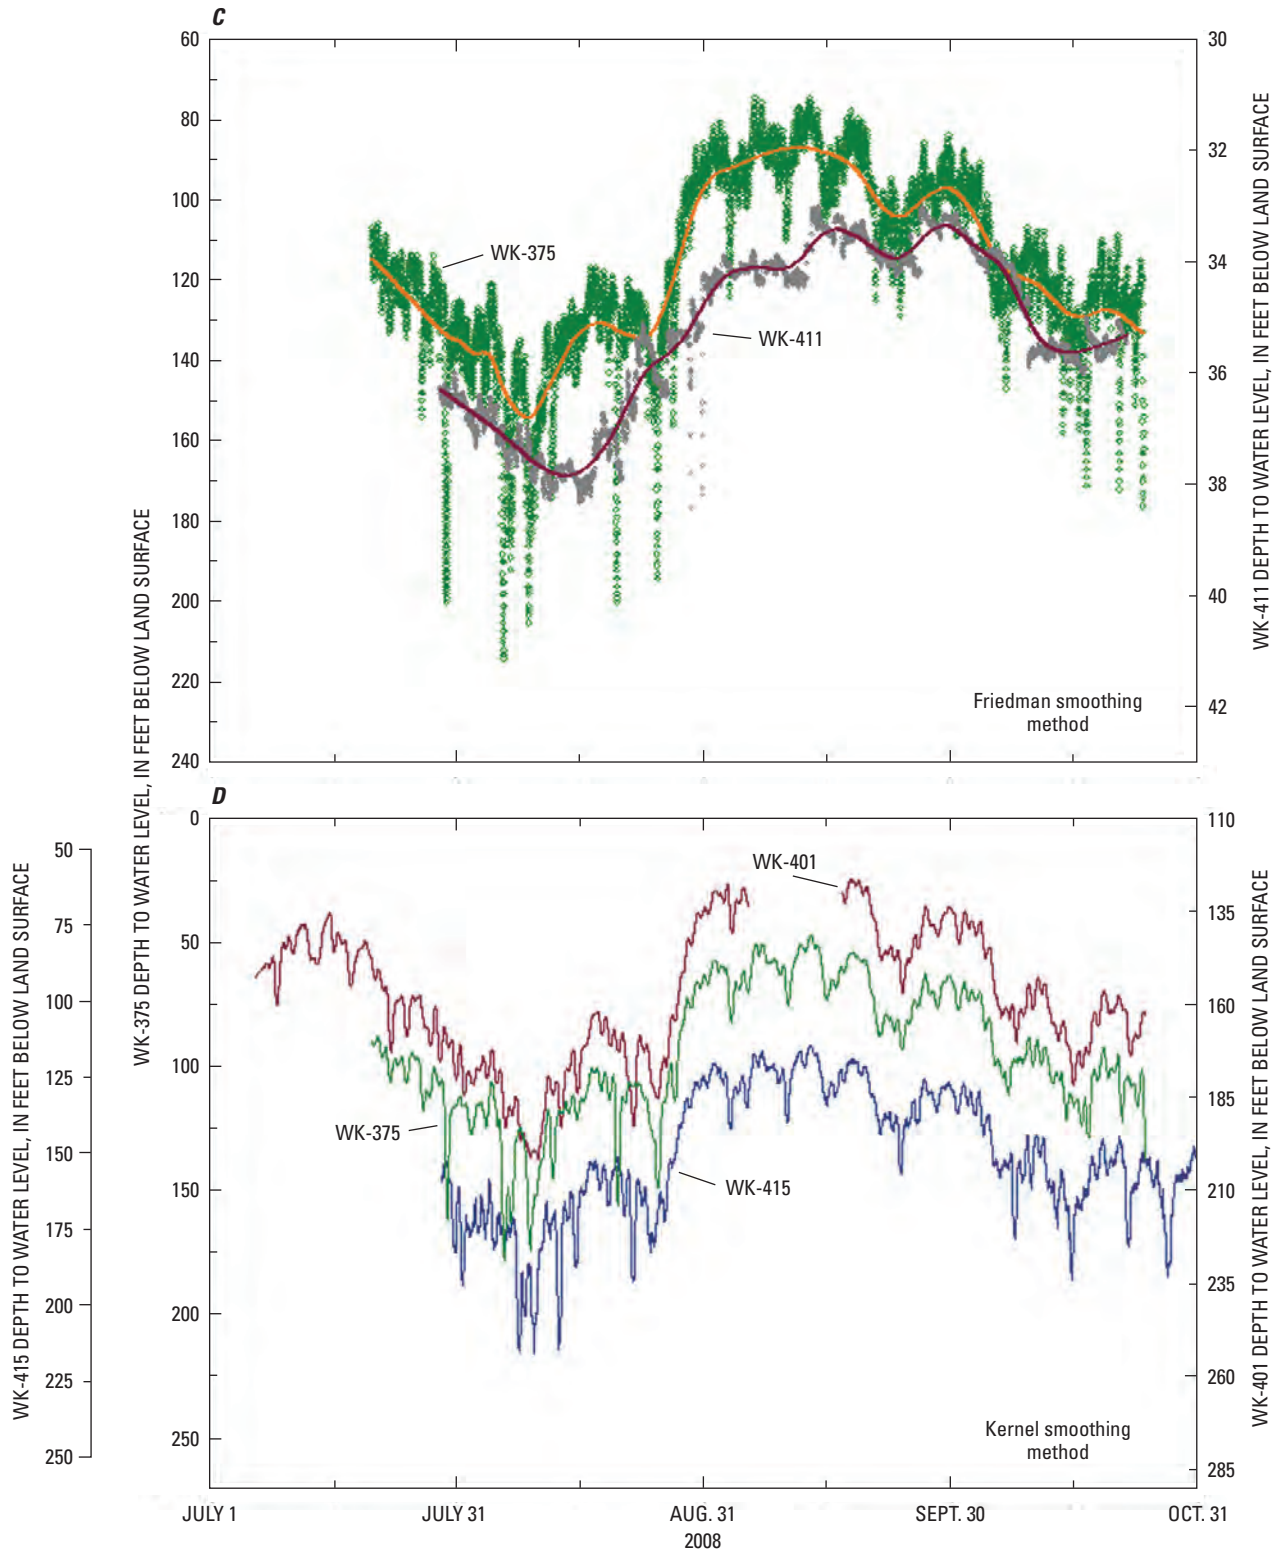 C
60
80
100
120
140
160
180
200
220
240
30
32
34
36
38
40
42
WK-375
WK-411
Friedman smoothing
method
WK-375 DEPTH TO WATER LEVEL, IN FEET BELOW LAND SURFACE
WK-411 DEPTH TO WATER LEVEL, IN FEET BELOW LAND SURFACE
D
0
50
100
150
200
250
50
75
100
125
150
175
200
225
250
110
135
160
185
210
235
260
285
WK-401
WK-375
WK-415
Kernel smoothing
method
WK-415 DEPTH TO WATER LEVEL, IN FEET BELOW LAND SURFACE
WK-401 DEPTH TO WATER LEVEL, IN FEET BELOW LAND SURFACE
JULY 1
JULY 31
AUG. 31
SEPT. 30
OCT. 31
2008